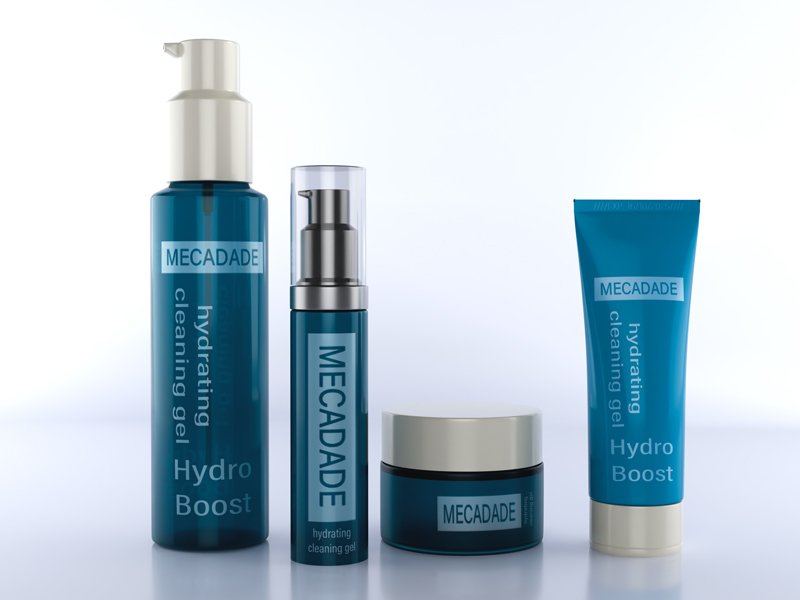 MECADADE
hydrating
cleaning gel
Hydro
Boost
MECADADE
hydrating
cleaning gel
MECADADE
MECADADE
hydrating
cleaning gel
Hydro
Boost